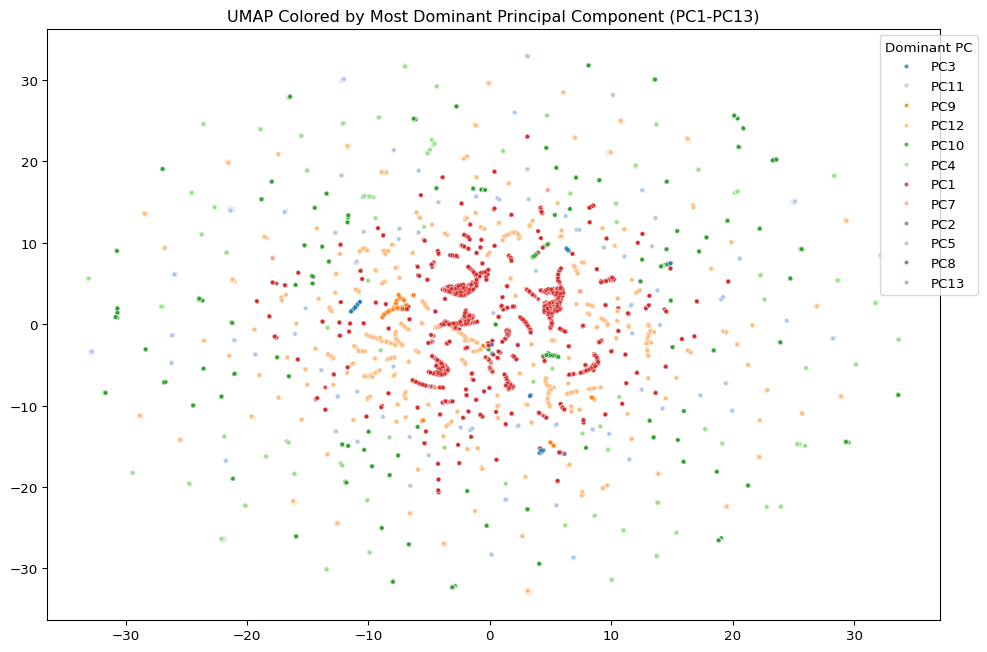 UMAP Colored by Most Dominant Principal Component (PC1-PC13)
Dominant PC
PC3
PC11
PC9
PC12
PC10
PC4
PC1
PC7
PC2
PC5
PC8
PC13
30
20
10
0
−10
−20
−30
−30 −20 −10 0 10 20 30